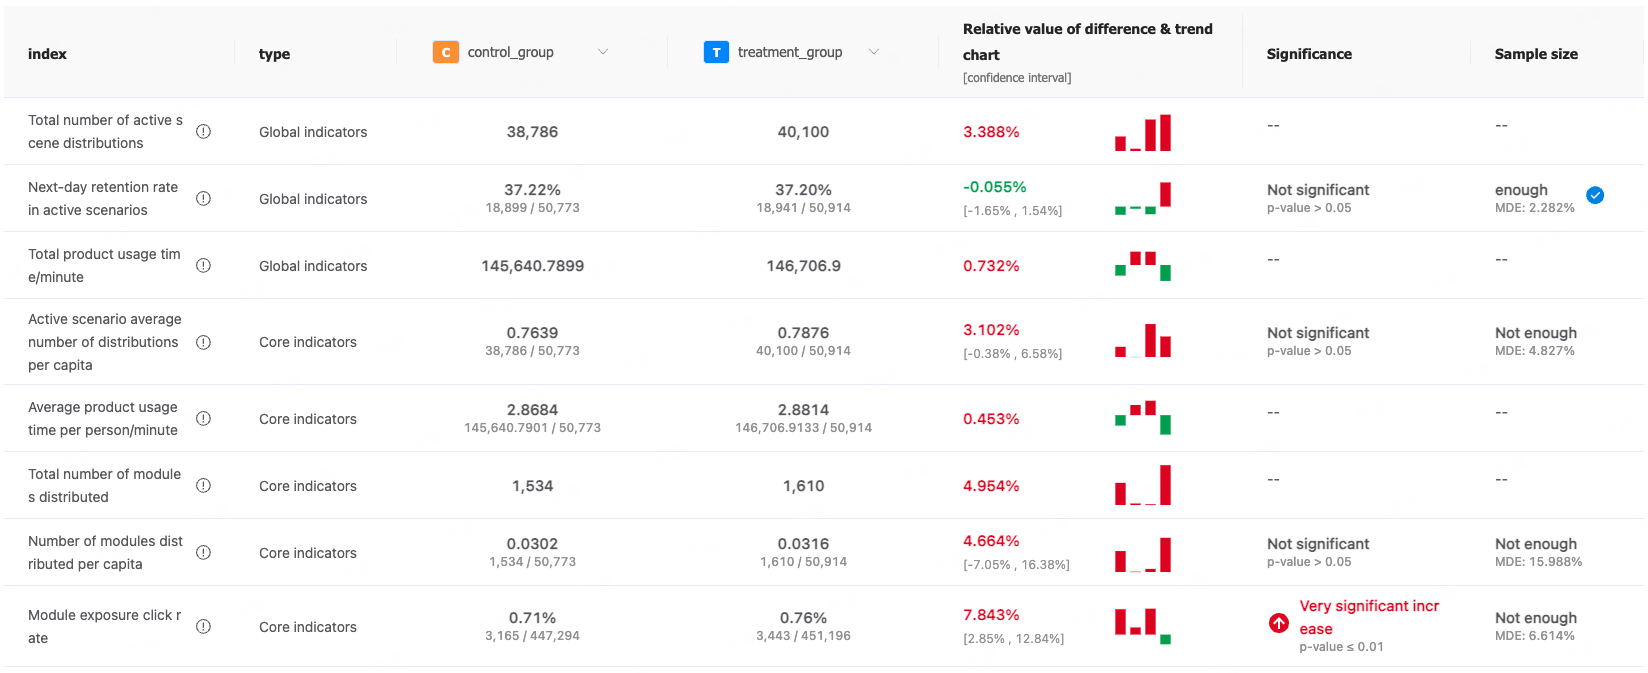 index
type
C control_group
T treatment_group
Relative value of difference & trend
chart
[confidence interval]
Significance
Sample size
Total number of active s
cene distributions
Global indicators
38,786
40,100
3.388%
--
--
Next-day retention rate
in active scenarios
Global indicators
37.22%
18,899 / 50,773
37.20%
18,941 / 50,914
-0.055%
[-1.65% , 1.54%]
Not significant
p-value > 0.05
enough
MDE: 2.282%
Total product usage tim
e/minute
Global indicators
145,640.7899
146,706.9
0.732%
--
--
Active scenario average
number of distributions
per capita
Core indicators
0.7639
38,786 / 50,773
0.7876
40,100 / 50,914
3.102%
[-0.38% , 6.58%]
Not significant
p-value > 0.05
Not enough
MDE: 4.827%
Average product usage
time per person/minute
Core indicators
2.8684
145,640.7901 / 50,773
2.8814
146,706.9133 / 50,914
0.453%
--
--
Total number of module
s distributed
Core indicators
1,534
1,610
4.954%
--
--
Number of modules dist
ributed per capita
Core indicators
0.0302
1,534 / 50,773
0.0316
1,610 / 50,914
4.664%
[-7.05% , 16.38%]
Not significant
p-value > 0.05
Not enough
MDE: 15.988%
Module exposure click r
ate
Core indicators
0.71%
3,165 / 447,294
0.76%
3,443 / 451,196
7.843%
[2.85% , 12.84%]
Very significant incr
ease
p-value ≤ 0.01
Not enough
MDE: 6.614%